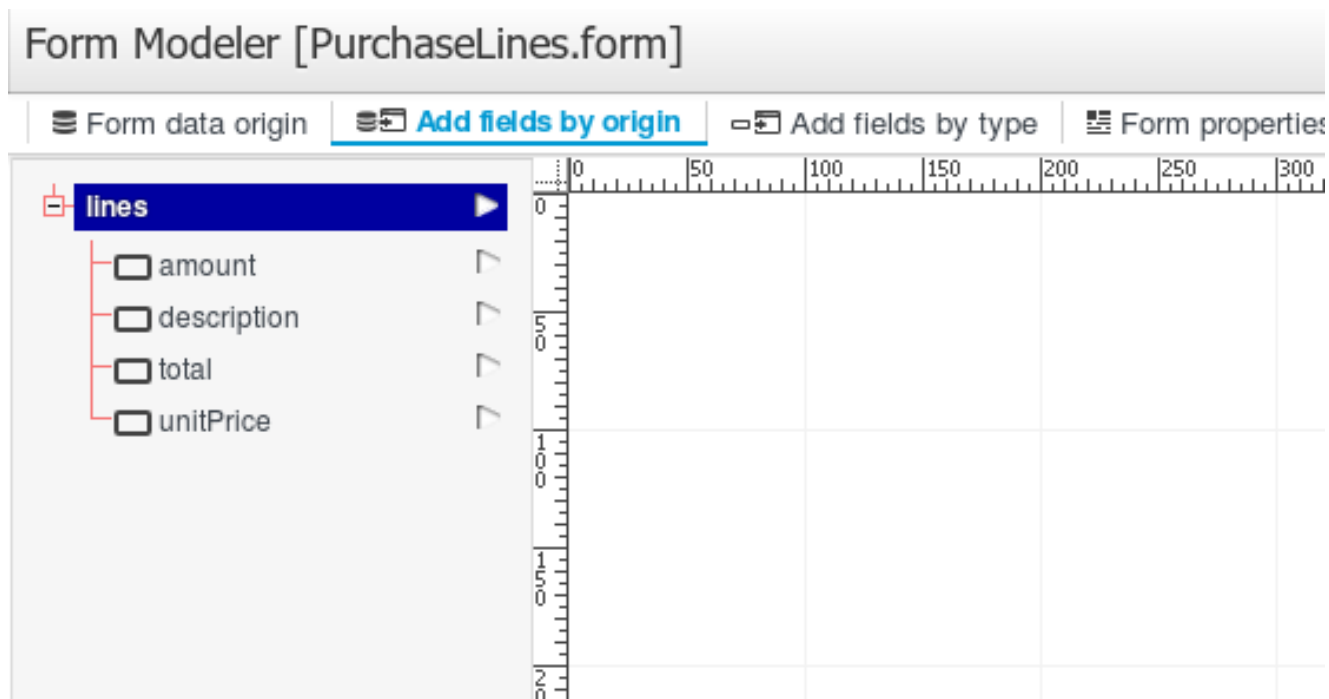 Form Modeler [PurchaseLines.form]
Form data origin Add fields by origin Add fields by type Form properties
0 50 100 150 200 250 300
lines
amount
description
total
unitPrice
0
50
100
150
20